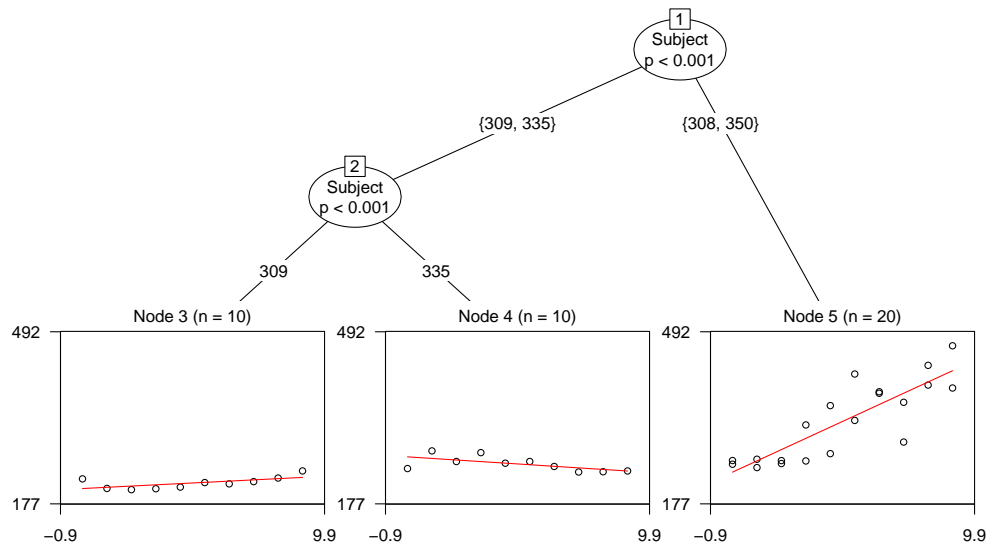 1
Subject
p < 0.001
{309, 335}
{308, 350}
2
Subject
p < 0.001
309
335
Node 3 (n = 10)
492
177
−0.9
9.9
Node 4 (n = 10)
492
177
−0.9
9.9
Node 5 (n = 20)
492
177
−0.9
9.9